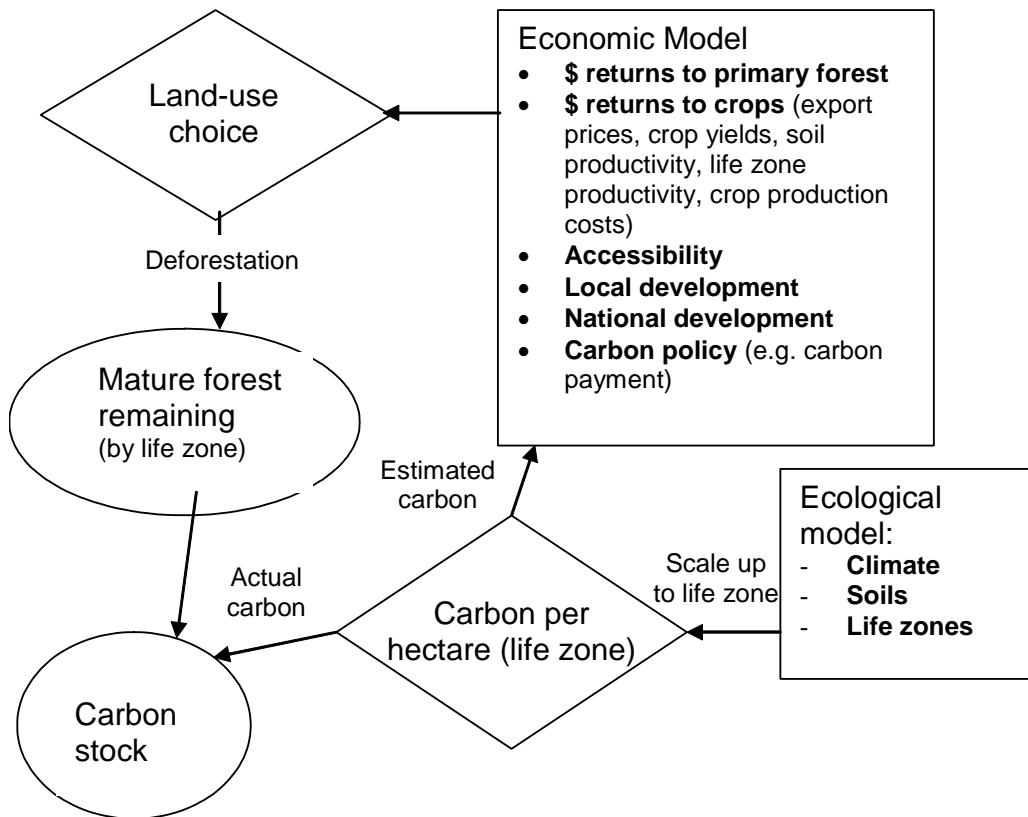 Land-use
choice
Economic Model
• $ returns to primary forest
• $ returns to crops (export
prices, crop yields, soil
productivity, life zone
productivity, crop production
costs)
• Accessibility
• Local development
• National development
• Carbon policy (e.g. carbon
payment)
Deforestation
Mature forest
remaining
(by life zone)
Estimated
carbon
Ecological
model:
- Climate
- Soils
- Life zones
Scale up
to life zone
Actual
carbon
Carbon per
hectare (life zone)
Carbon
stock